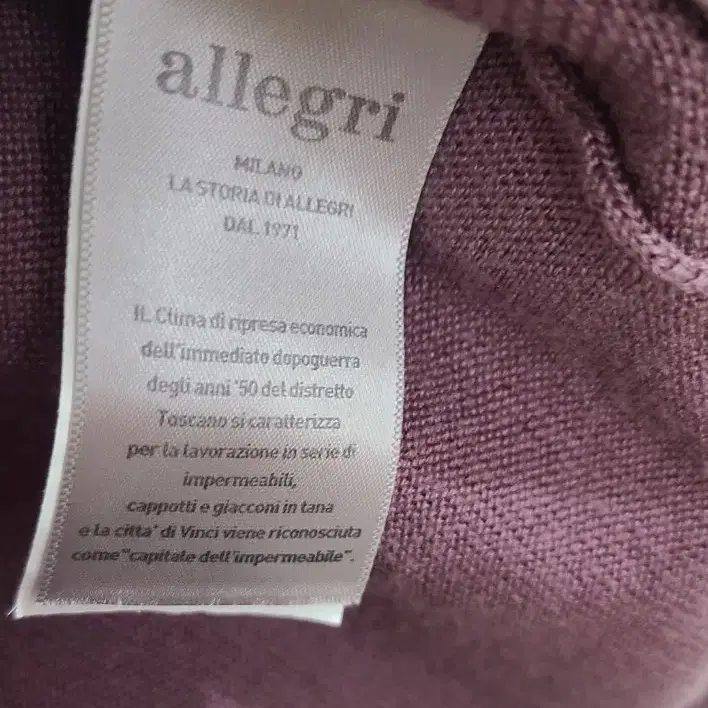 allegri
MILANO
LA STORIA DI ALLEGRI
DAL 1971
IL Clima di ripresa economica
dell'immediato dopoguerra
degli anni '50 del distretto
Toscano si caratterizza
per la lavorazione in serie di
impermeabili,
cappotti e giacconi in tana
e la citta' di Vinci viene riconosciuta
come "capitale dell'impermeabile".